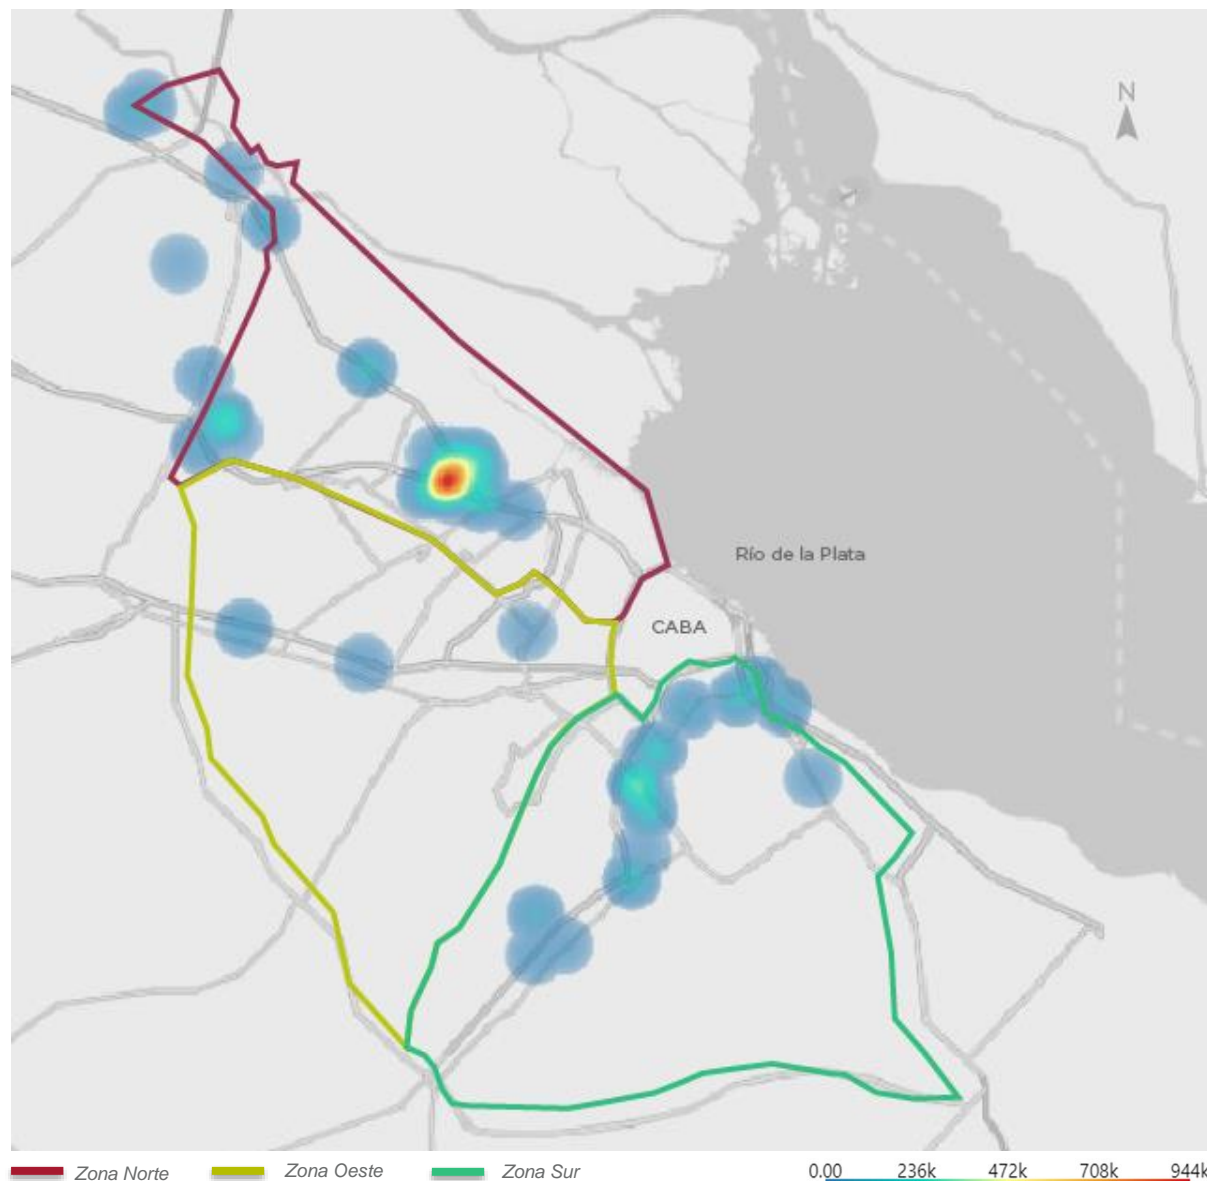 N
Río de la Plata
CABA
Zona Norte Zona Oeste Zona Sur 0.00 236k 472k 708k 944k